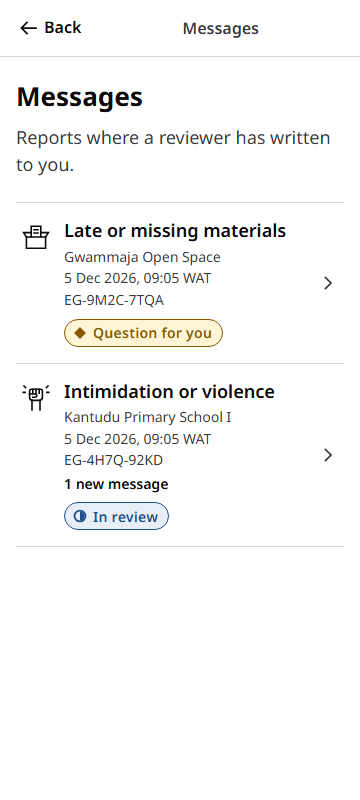 Back
Messages
Messages
Reports where a reviewer has written
to you.
Late or missing materials
Gwammaja Open Space
5 Dec 2026, 09:05 WAT
EG-9M2C-7TQA
Question for you
Intimidation or violence
Kantudu Primary School I
5 Dec 2026, 09:05 WAT
EG-4H7Q-92KD
1 new message
In review